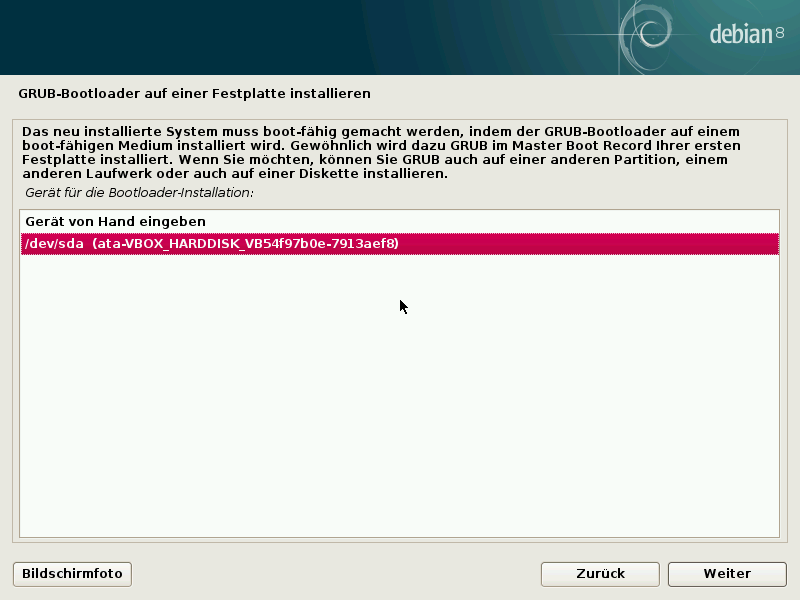 debian 8
GRUB-Bootloader auf einer Festplatte installieren
Das neu installierte System muss boot-fähig gemacht werden, indem der GRUB-Bootloader auf einem
boot-fähigen Medium installiert wird. Gewöhnlich wird dazu GRUB im Master Boot Record Ihrer ersten
Festplatte installiert. Wenn Sie möchten, können Sie GRUB auch auf einer anderen Partition, einem
anderen Laufwerk oder auch auf einer Diskette installieren.
Gerät für die Bootloader-Installation:
Gerät von Hand eingeben
/dev/sda  (ata-VBOX_HARDDISK_VB54f97b0e-7913aef8)
Bildschirmfoto
Zurück
Weiter